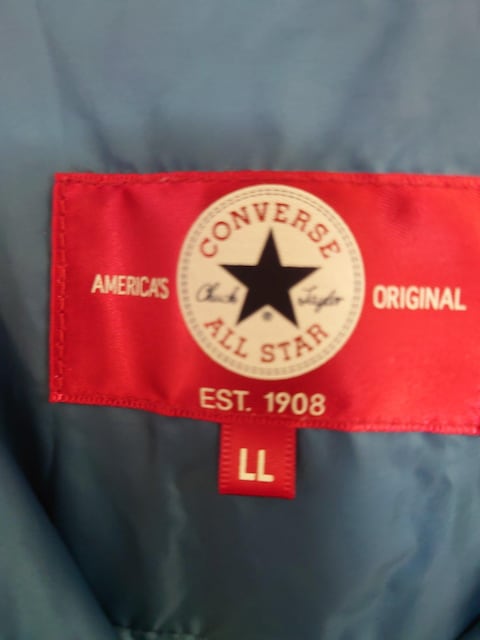 CONVERSE
AMERICA'S
Chuck Taylor
ORIGINAL
®
ALL STAR
EST. 1908
LL